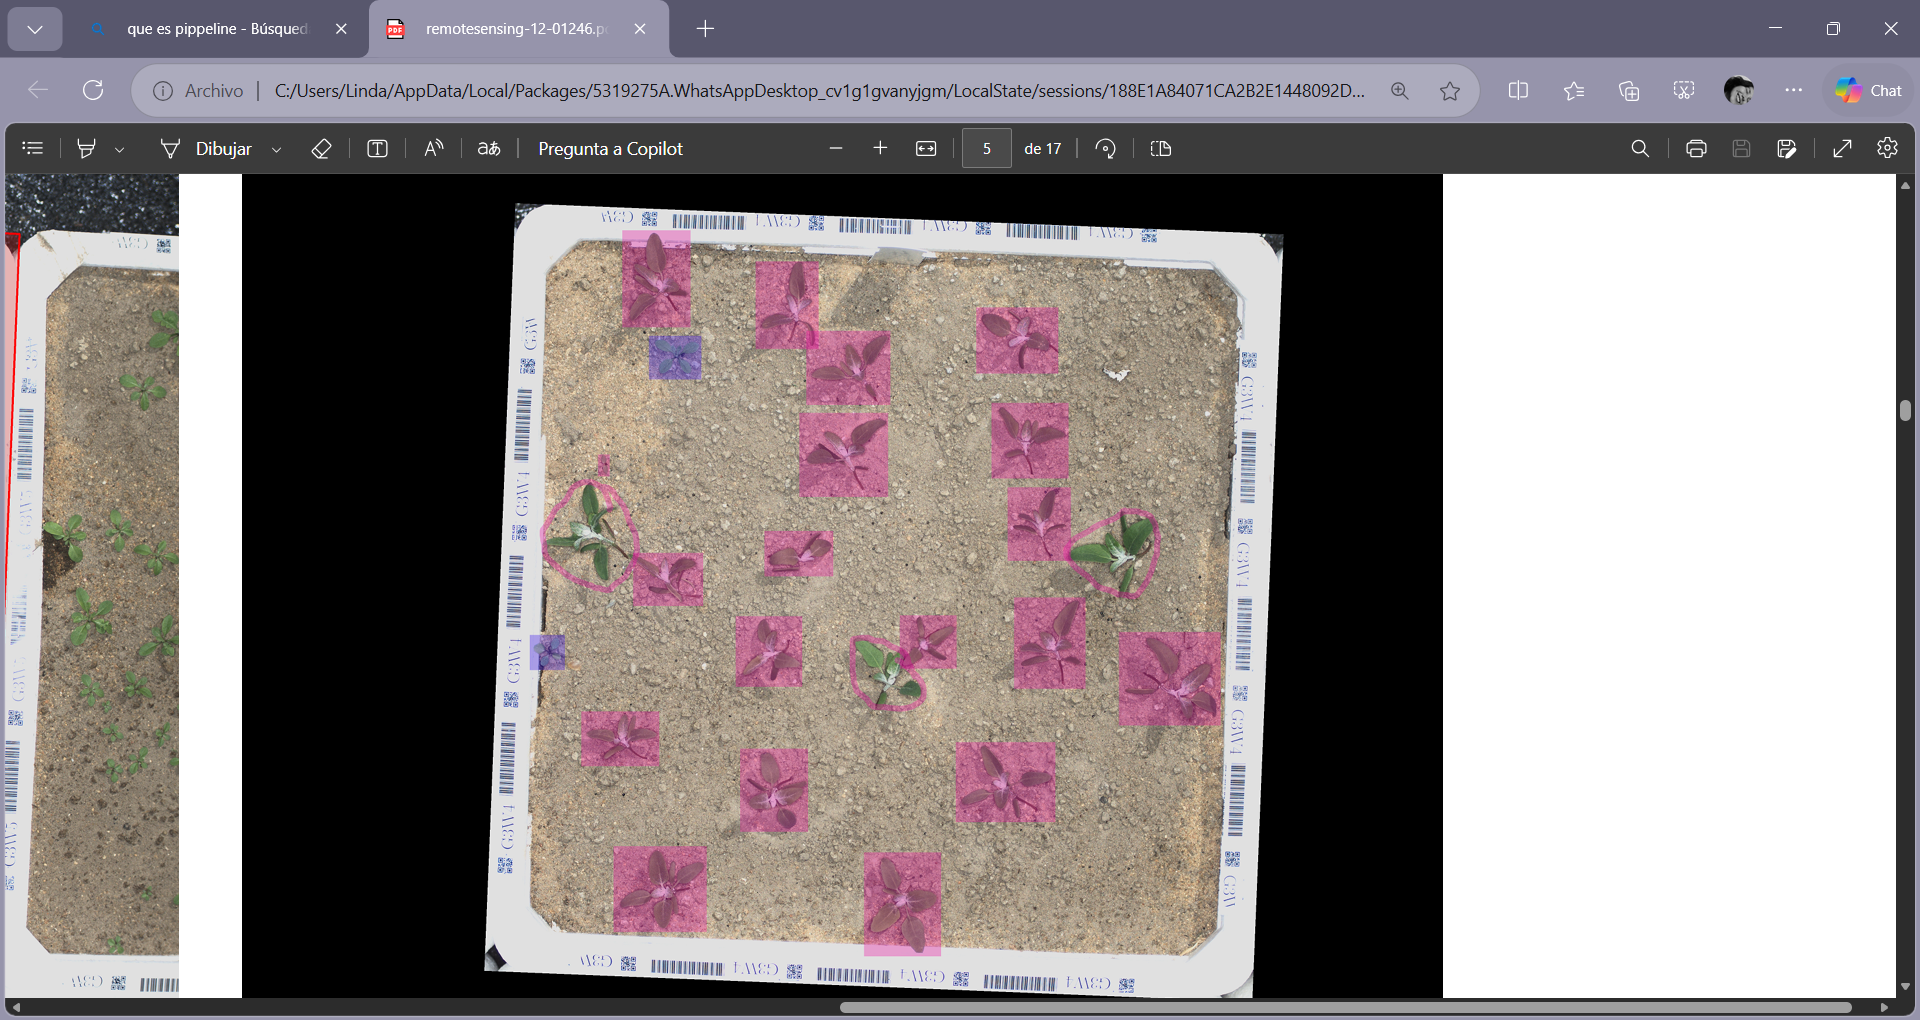 que es pippeline - Búsqued
remotesensing-12-01246.p
Archivo
C:/Users/Linda/AppData/Local/Packages/5319275A.WhatsAppDesktop_cv1g1gvanyjgm/LocalState/sessions/188E1A84071CA2B2E1448092D...
Chat
Dibujar
Pregunta a Copilot
5 de 17